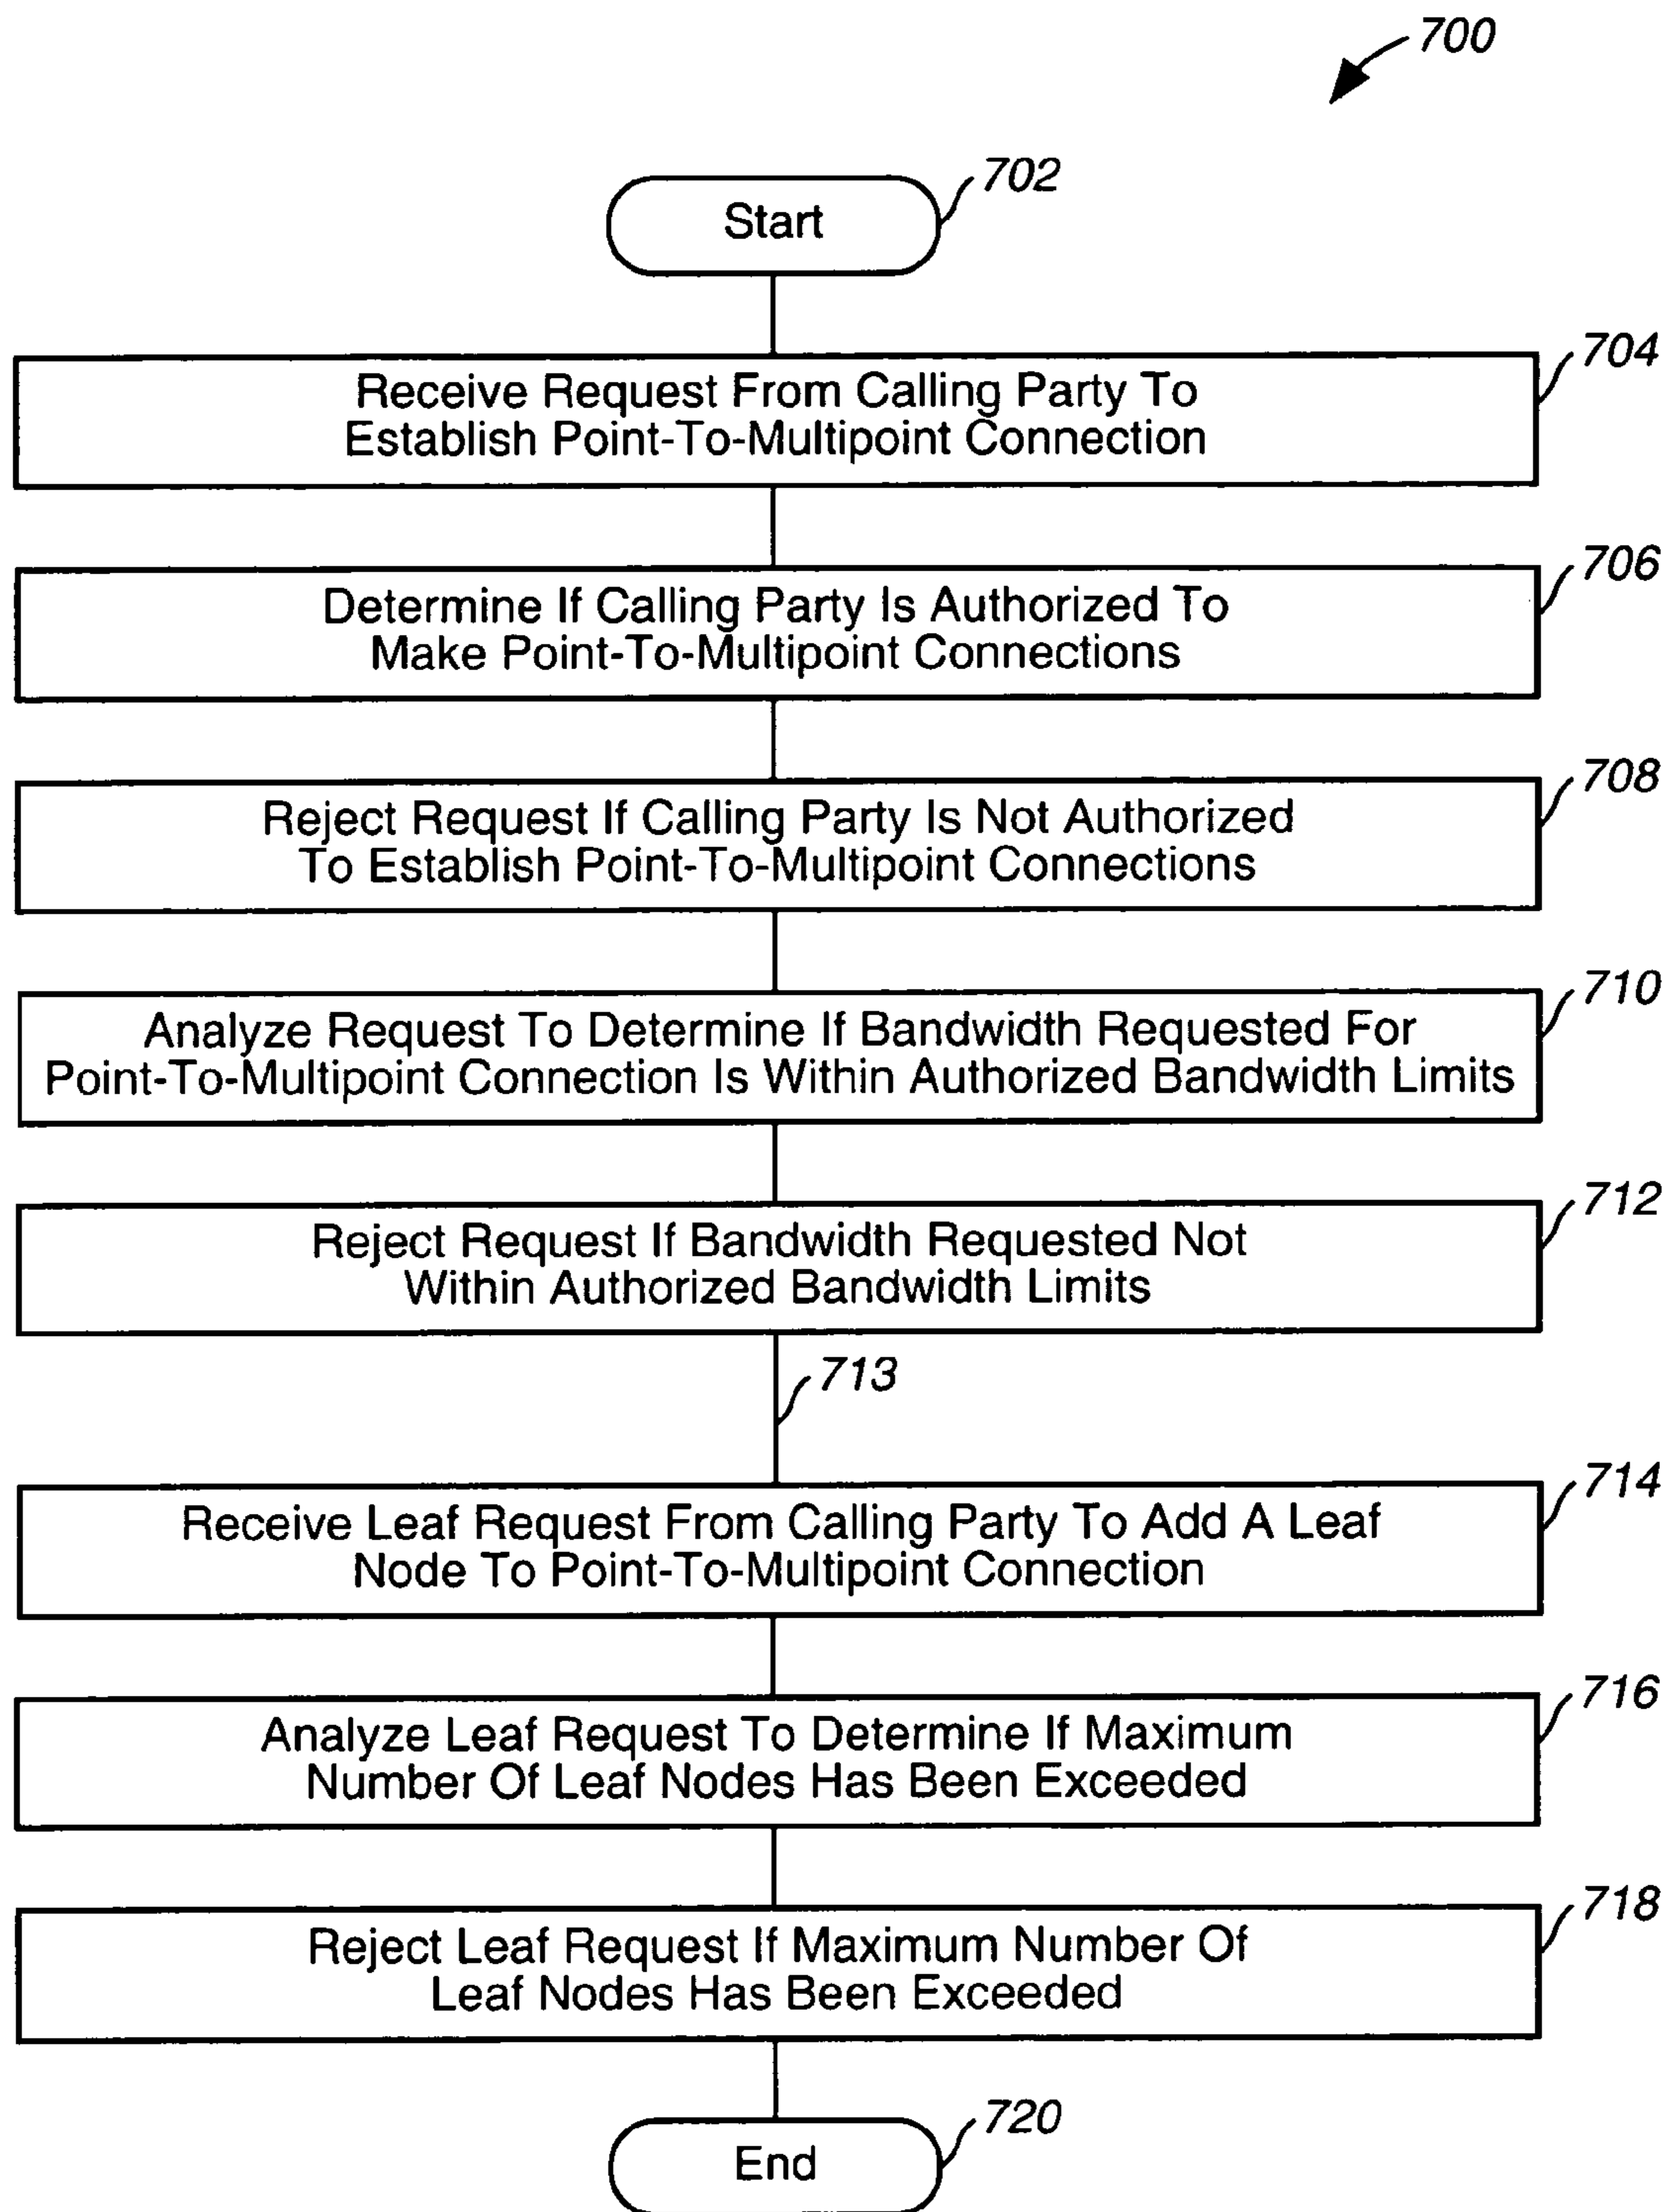 700
702
Start
704
Receive Request From Calling Party To
Establish Point-To-Multipoint Connection
706
Determine If Calling Party Is Authorized To
Make Point-To-Multipoint Connections
708
Reject Request If Calling Party Is Not Authorized
To Establish Point-To-Multipoint Connections
710
Analyze Request To Determine If Bandwidth Requested For
Point-To-Multipoint Connection Is Within Authorized Bandwidth Limits
712
Reject Request If Bandwidth Requested Not
Within Authorized Bandwidth Limits
713
714
Receive Leaf Request From Calling Party To Add A Leaf
Node To Point-To-Multipoint Connection
716
Analyze Leaf Request To Determine If Maximum
Number Of Leaf Nodes Has Been Exceeded
718
Reject Leaf Request If Maximum Number Of
Leaf Nodes Has Been Exceeded
720
End